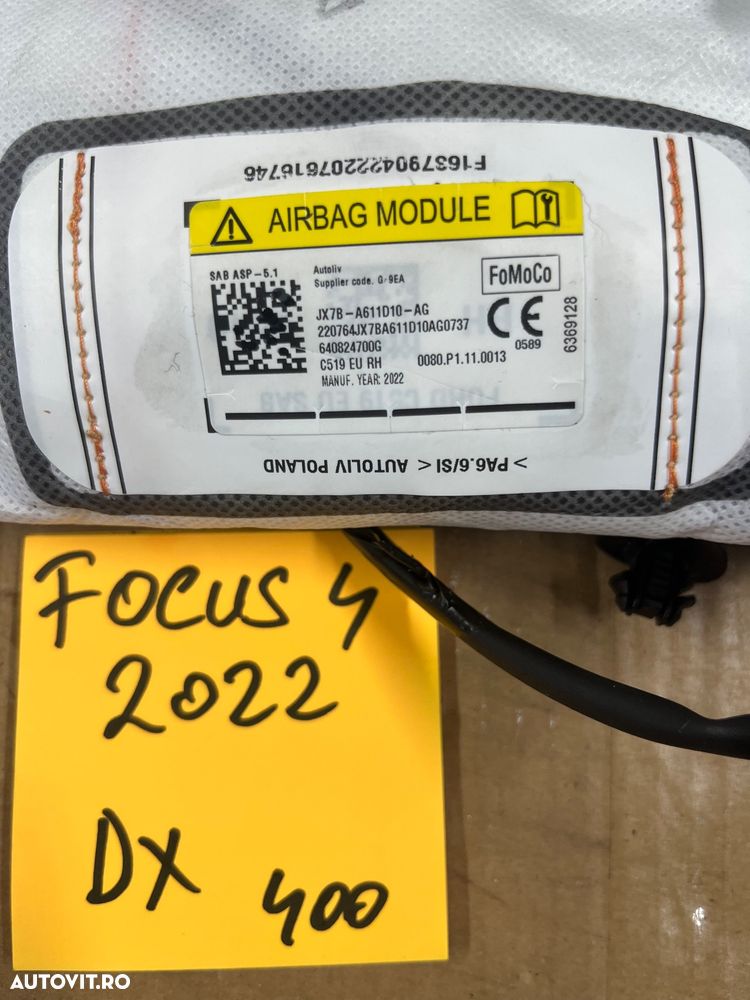 F163790422207616746
AIRBAG MODULE
SAB ASP-5.1
Autoliv
Supplier code. G-9EA
FoMoCo
JX7B-A611D10-AG
220764JX7BA611D10AG0737
640824700G
C519 EU RH
0080.P1.11.0013
MANUF. YEAR: 2022
CE
0589
6369128
>PA6.6/SI< AUTOLIV POLAND
FOCUS 4
2022
DX
400
AUTOVIT.RO